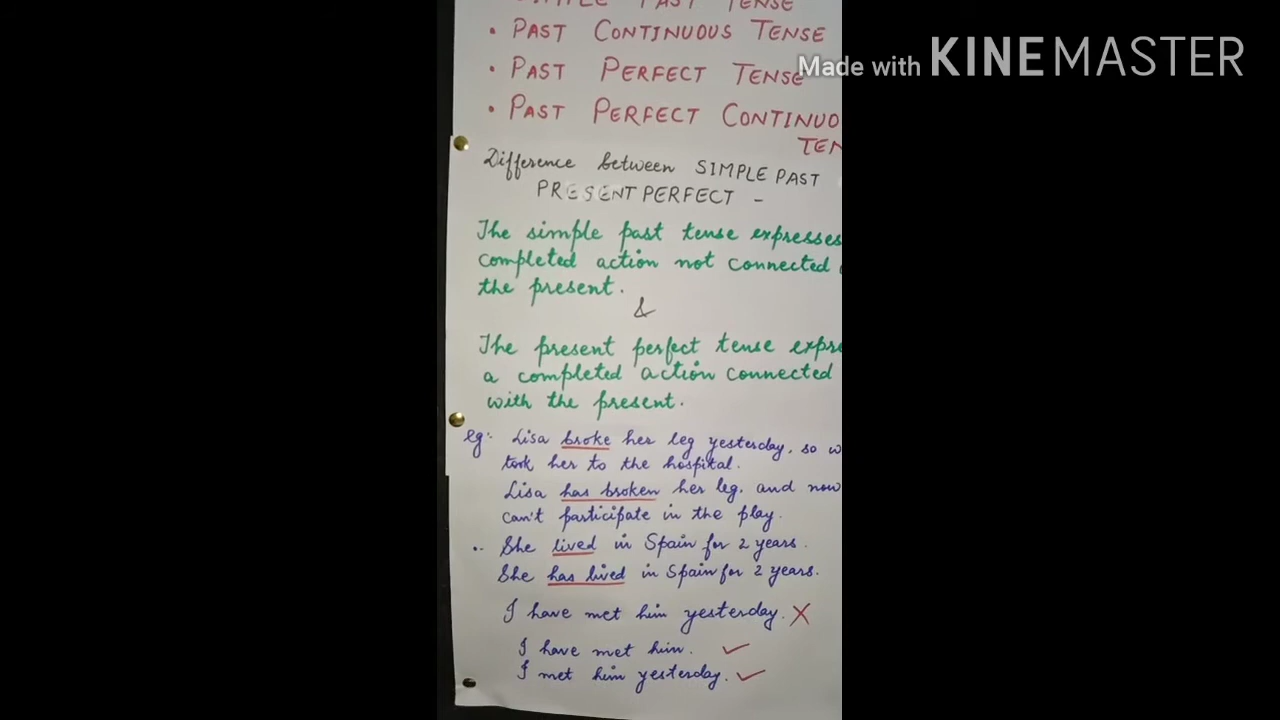 SIMPLE PAST TENSE
• PAST CONTINUOUS TENSE
Made with KINEMASTER
• PAST PERFECT TENSE
• PAST PERFECT CONTINUO
TEN
Difference between SIMPLE PAST
PRESENT PERFECT -
The simple past tense expresses
completed action not connected
the present.
&
The present perfect tense expre
a completed action connected
with the present.
eg:- Lisa broke her leg yesterday, so w
took her to the hospital.
Lisa has broken her leg. and now
can't participate in the play.
.. She lived in Spain for 2 years.
She has lived in Spain for 2 years.
I have met him yesterday. X
I have met him. ✓
I met him yesterday. ✓